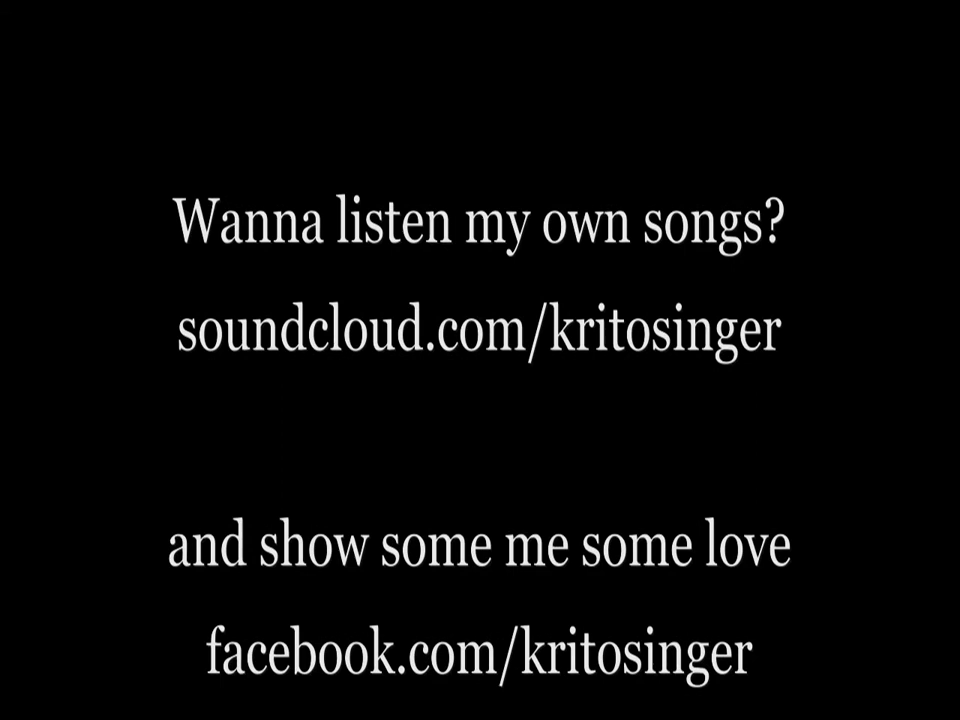 Wanna listen my own songs?
soundcloud.com/kritosinger
and show some me some love
facebook.com/kritosinger